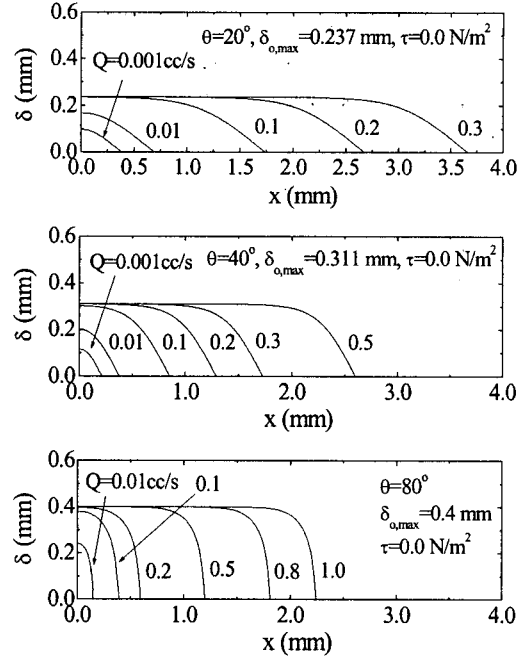 0.6
θ=20°, δo,max=0.237 mm, τ=0.0 N/m²
Q=0.001cc/s
0.4
δ (mm)
0.2
0.01
0.1
0.2
0.3
0.0
0.0 0.5 1.0 1.5 2.0 2.5 3.0 3.5 4.0
x (mm)
0.6
Q=0.001cc/s
θ=40°, δo,max=0.311 mm, τ=0.0 N/m²
0.4
δ (mm)
0.2
0.01
0.1
0.2
0.3
0.5
0.0
0.0 1.0 2.0 3.0 4.0
x (mm)
0.6
Q=0.01cc/s
0.1
θ=80°
0.4
δo,max=0.4 mm
τ=0.0 N/m²
δ (mm)
0.2
0.2
0.5
0.8
1.0
0.0
0.0 1.0 2.0 3.0 4.0
x (mm)